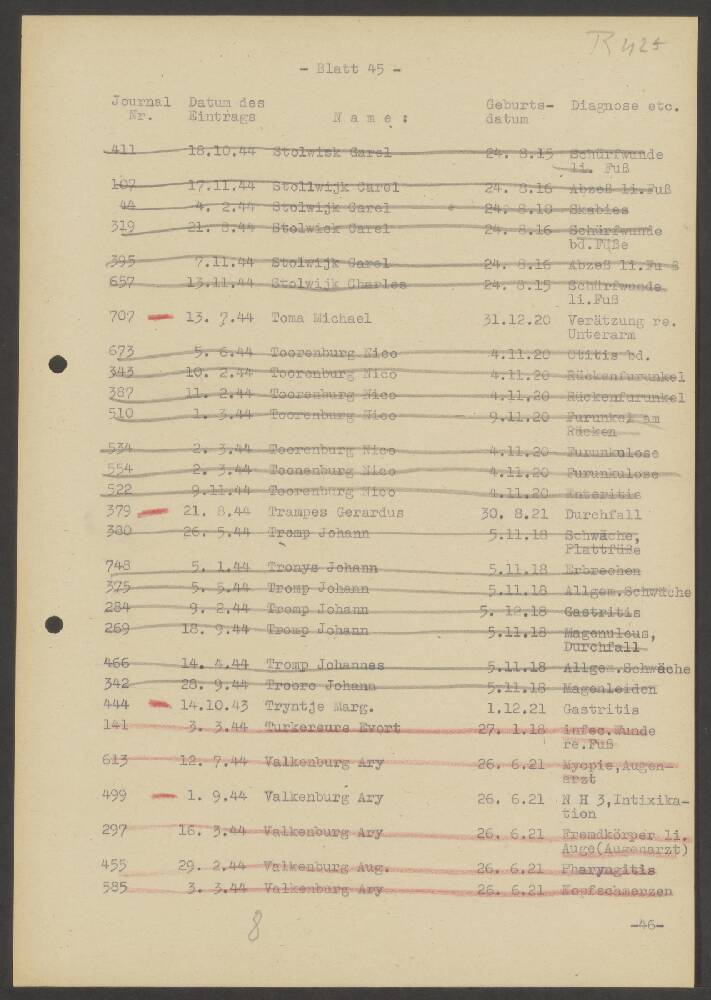 R 425
- Blatt 45 -
Journal Datum des Geburts- Diagnose etc.
Nr. Eintrags N a m e : datum
411 18.10.44 Stolwisk Carel 24. 8.15 Schürfwunde
li. Fuß
107 17.11.44 Stollwijk Carol 24. 8.16 Abzeß li.Fuß
44 4. 2.44 Stolwijk Carel 24. 8.18 Skabies
319 21. 8.44 Stolwisk Carel 24. 8.16 Schürfwunde
bd.Füße
395 7.11.44 Stolwijk Carel 24. 8.16 Abzeß li.Fu ß
657 13.11.44 Stolwijk Charles 24. 8.15 Schürfwunde
li.Fuß
707 13. 7.44 Toma Michael 31.12.20 Verätzung re.
Unterarm
673 5. 6.44 Toorenburg Nico 4.11.20 Otitis bd.
343 10. 2.44 Toorenburg Nico 4.11.20 Rückenfurunkel
387 11. 2.44 Toorenburg Nico 4.11.20 Rückenfurunkel
510 1. 3.44 Toorenburg Nico 9.11.20 Furunkel am
Rücken
534 2. 3.44 Toorenburg Nico 4.11.20 Furunkulose
554 2. 3.44 Toonenburg Nico 4.11.20 Furunkulose
522 9.11.44 Toorenburg Nico 4.11.20 Enteritis
379 21. 8.44 Trampes Gerardus 30. 8.21 Durchfall
380 26. 5.44 Tromp Johann 5.11.18 Schwäche,
Plattfüße
748 5. 1.44 Tronys Johann 5.11.18 Erbrechen
375 5. 5.44 Tromp Johann 5.11.18 Allgem.Schwäche
284 9. 2.44 Tromp Johann 5. 12.18 Gastritis
269 18. 9.44 Tromp Johann 5.11.18 Magenulcus,
Durchfall
466 14. 4.44 Tromp Johannes 5.11.18 Allgem.Schwäche
342 28. 9.44 Troorc Johann 5.11.18 Magenleiden
444 14.10.43 Tryntje Marg. 1.12.21 Gastritis
141 3. 3.44 Turkereurs Evort 27. 1.18 infec.Wunde
re.Fuß
613 12. 7.44 Valkenburg Ary 26. 6.21 Myopie,Augen-
arzt
499 1. 9.44 Valkenburg Ary 26. 6.21 N H 3,Intixika-
tion
297 16. 3.44 Valkenburg Ary 26. 6.21 Fremdkörper li.
Auge(Augenarzt)
455 29. 2.44 Valkenburg Aug. 26. 6.21 Pharyngitis
585 3. 3.44 Valkenburg Ary 26. 6.21 Kopfschmerzen
8
-46-